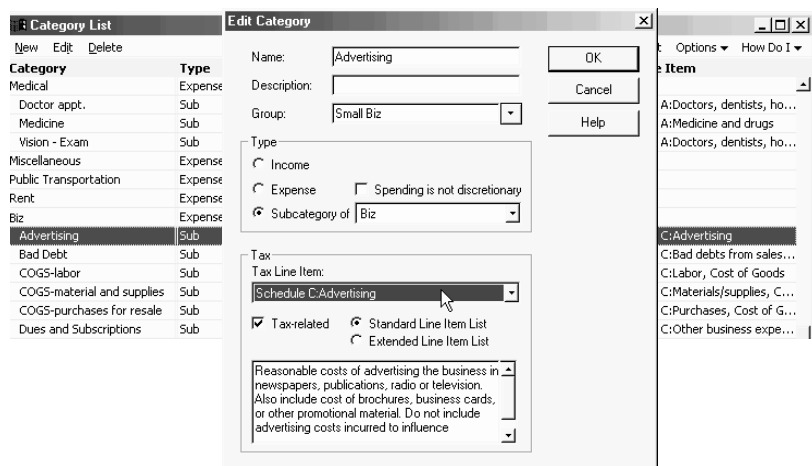 Category List
New Edit Delete
Category Type
Medical Expense
Doctor appt. Sub
Medicine Sub
Vision - Exam Sub
Miscellaneous Expense
Public Transportation Expense
Rent Expense
Biz Expense
Advertising Sub
Bad Debt Sub
COGS-labor Sub
COGS-material and supplies Sub
COGS-purchases for resale Sub
Dues and Subscriptions Sub
Edit Category
Name: Advertising
Description:
Group: Small Biz
OK
Cancel
Help
Type
Income
Expense Spending is not discretionary
Subcategory of Biz
Tax
Tax Line Item:
Schedule C:Advertising
Tax-related Standard Line Item List
Extended Line Item List
Reasonable costs of advertising the business in
newspapers, publications, radio or television.
Also include cost of brochures, business cards,
or other promotional material. Do not include
advertising costs incurred to influence
Options How Do I
Item
A:Doctors, dentists, ho...
A:Medicine and drugs
A:Doctors, dentists, ho...
C:Advertising
C:Bad debts from sales...
C:Labor, Cost of Goods
C:Materials/supplies, C...
C:Purchases, Cost of G...
C:Other business expe...